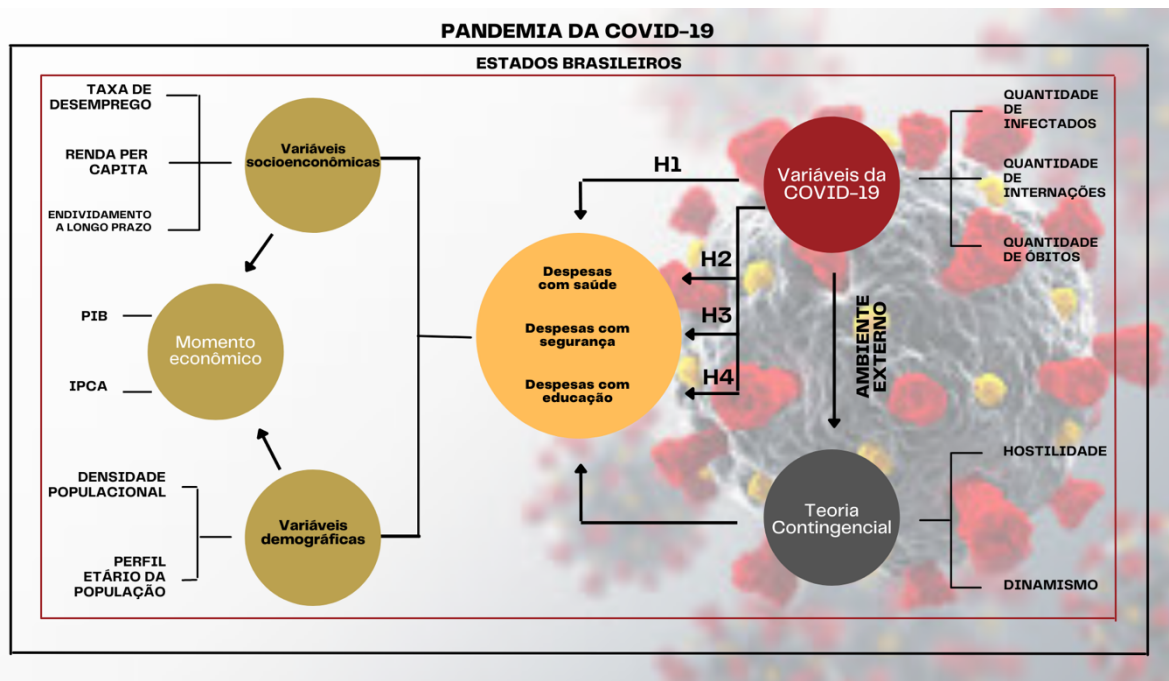 PANDEMIA DA COVID-19
ESTADOS BRASILEIROS
TAXA DE
DESEMPREGO
RENDA PER
CAPITA
ENDIVIDAMENTO
A LONGO PRAZO
Variáveis
socioeconômicas
PIB
IPCA
Momento
econômico
DENSIDADE
POPULACIONAL
PERFIL
ETÁRIO DA
POPULAÇÃO
Variáveis
demográficas
Despesas
com saúde
Despesas com
segurança
Despesas com
educação
H1
H2
H3
H4
Variáveis da
COVID-19
QUANTIDADE
DE
INFECTADOS
QUANTIDADE
DE
INTERNAÇÕES
QUANTIDADE
DE ÓBITOS
AMBIENTE
EXTERNO
Teoria
Contingencial
HOSTILIDADE
DINAMISMO